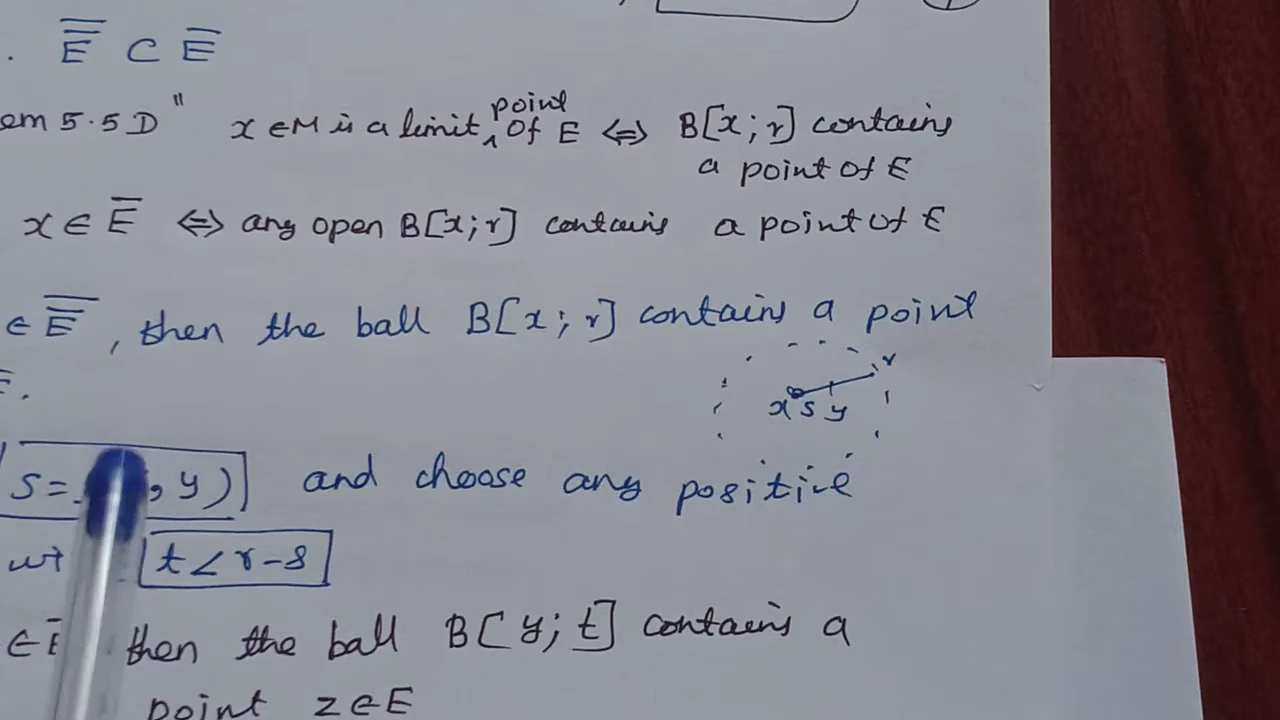 . E̿ ⊂ E̅
em 5.5D" x ∈ M is a limit point of E ⇔ B[x; r] contains
a point of E
x ∈ E̅ ⇔ any open B[x; r] contains a point of E
∈ E̿, then the ball B[x; r] contains a point
E.
r
x s y
s = , y) and choose any positive
t < r - s
∈ then the ball B[y; t] contains a
point z ∈ E